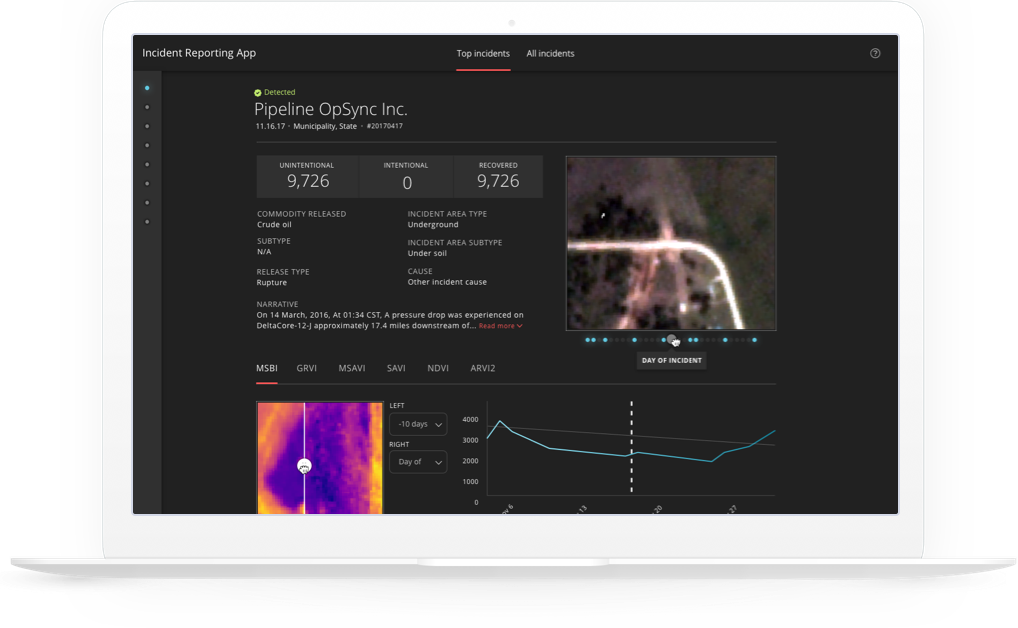 Incident Reporting App
Top incidents
All incidents
Detected
Pipeline OpSync Inc.
11.16.17 · Municipality, State · #20170417
UNINTENTIONAL
9,726
INTENTIONAL
0
RECOVERED
9,726
COMMODITY RELEASED
Crude oil
INCIDENT AREA TYPE
Underground
SUBTYPE
N/A
INCIDENT AREA SUBTYPE
Under soil
RELEASE TYPE
Rupture
CAUSE
Other incident cause
NARRATIVE
On 14 March, 2016, At 01:34 CST, A pressure drop was experienced on
DeltaCore-12-J approximately 17.4 miles downstream of... Read more
DAY OF INCIDENT
MSBI
GRVI
MSAVI
SAVI
NDVI
ARVI2
LEFT
-10 days
RIGHT
Day of
4000
3000
2000
1000
0
6
13
20
27